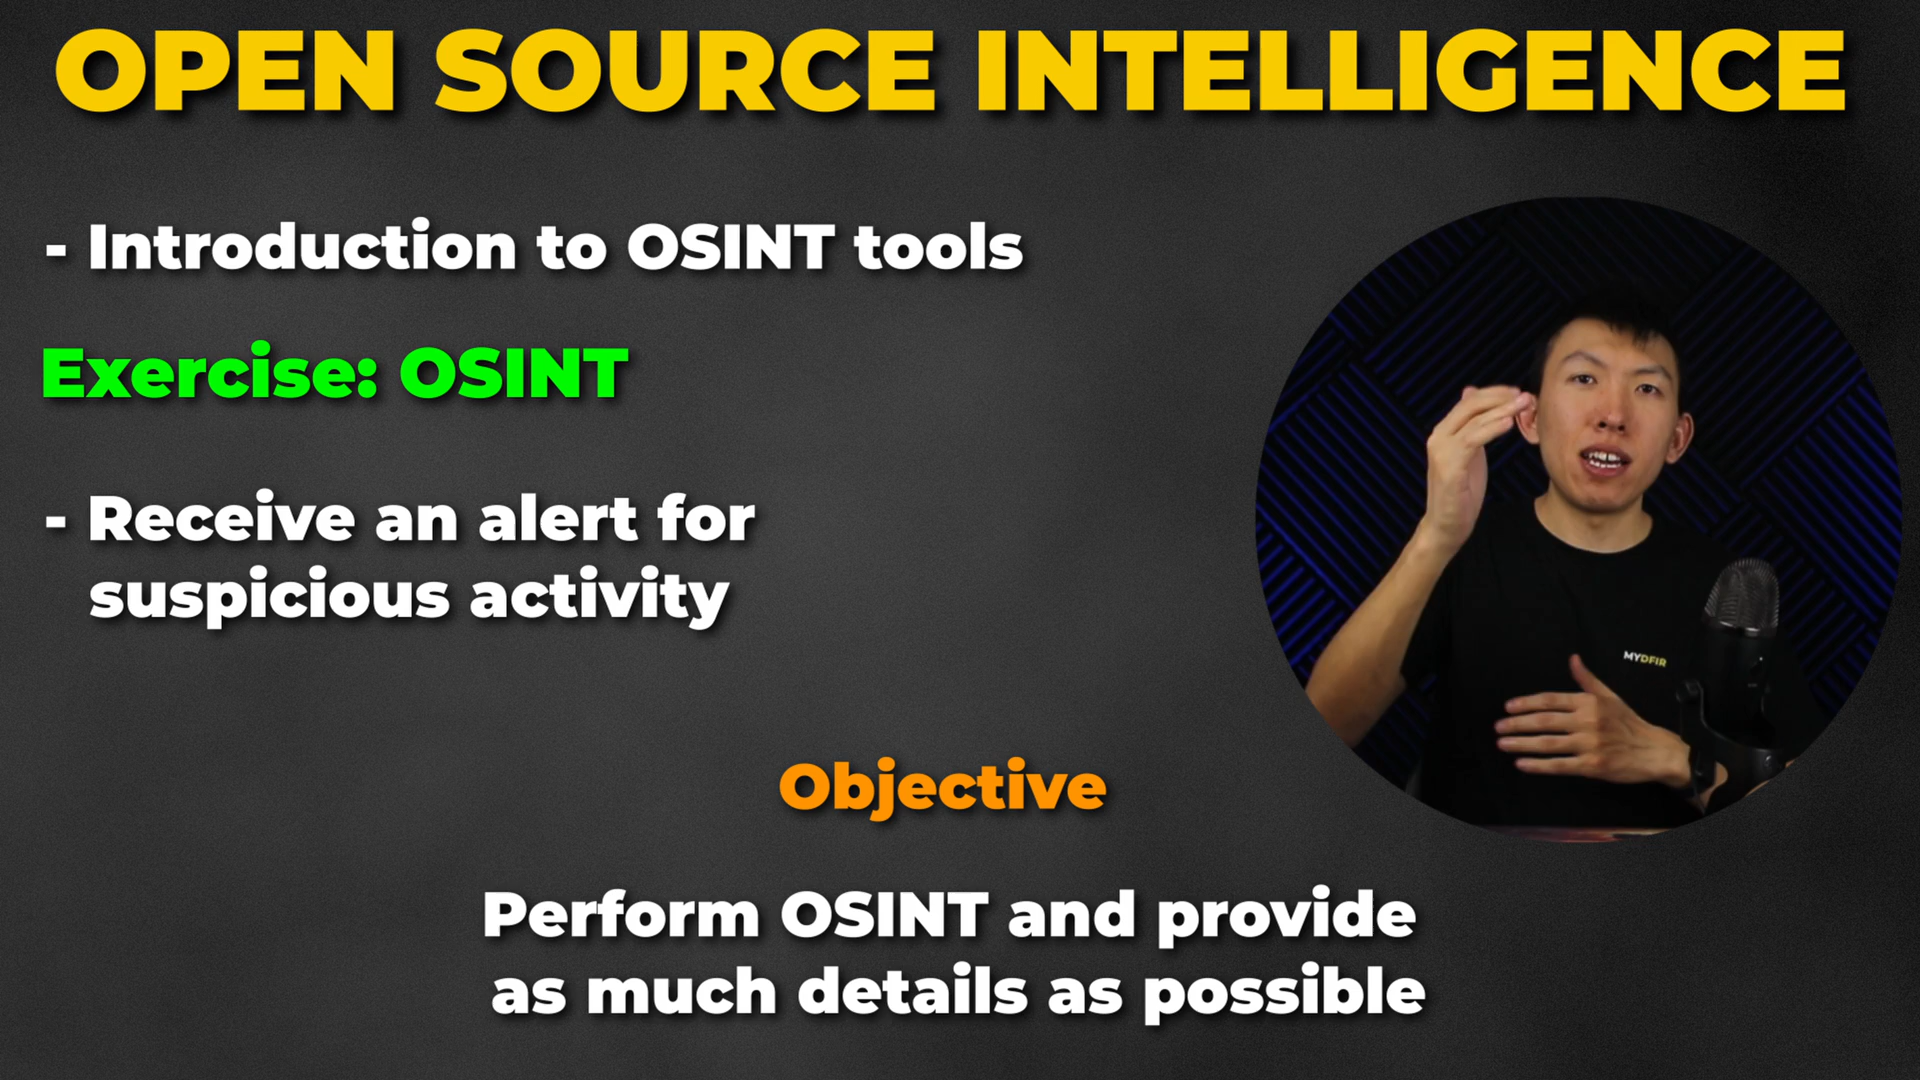 OPEN SOURCE INTELLIGENCE
- Introduction to OSINT tools
Exercise: OSINT
- Receive an alert for
suspicious activity
MYDFIR
Objective
Perform OSINT and provide
as much details as possible